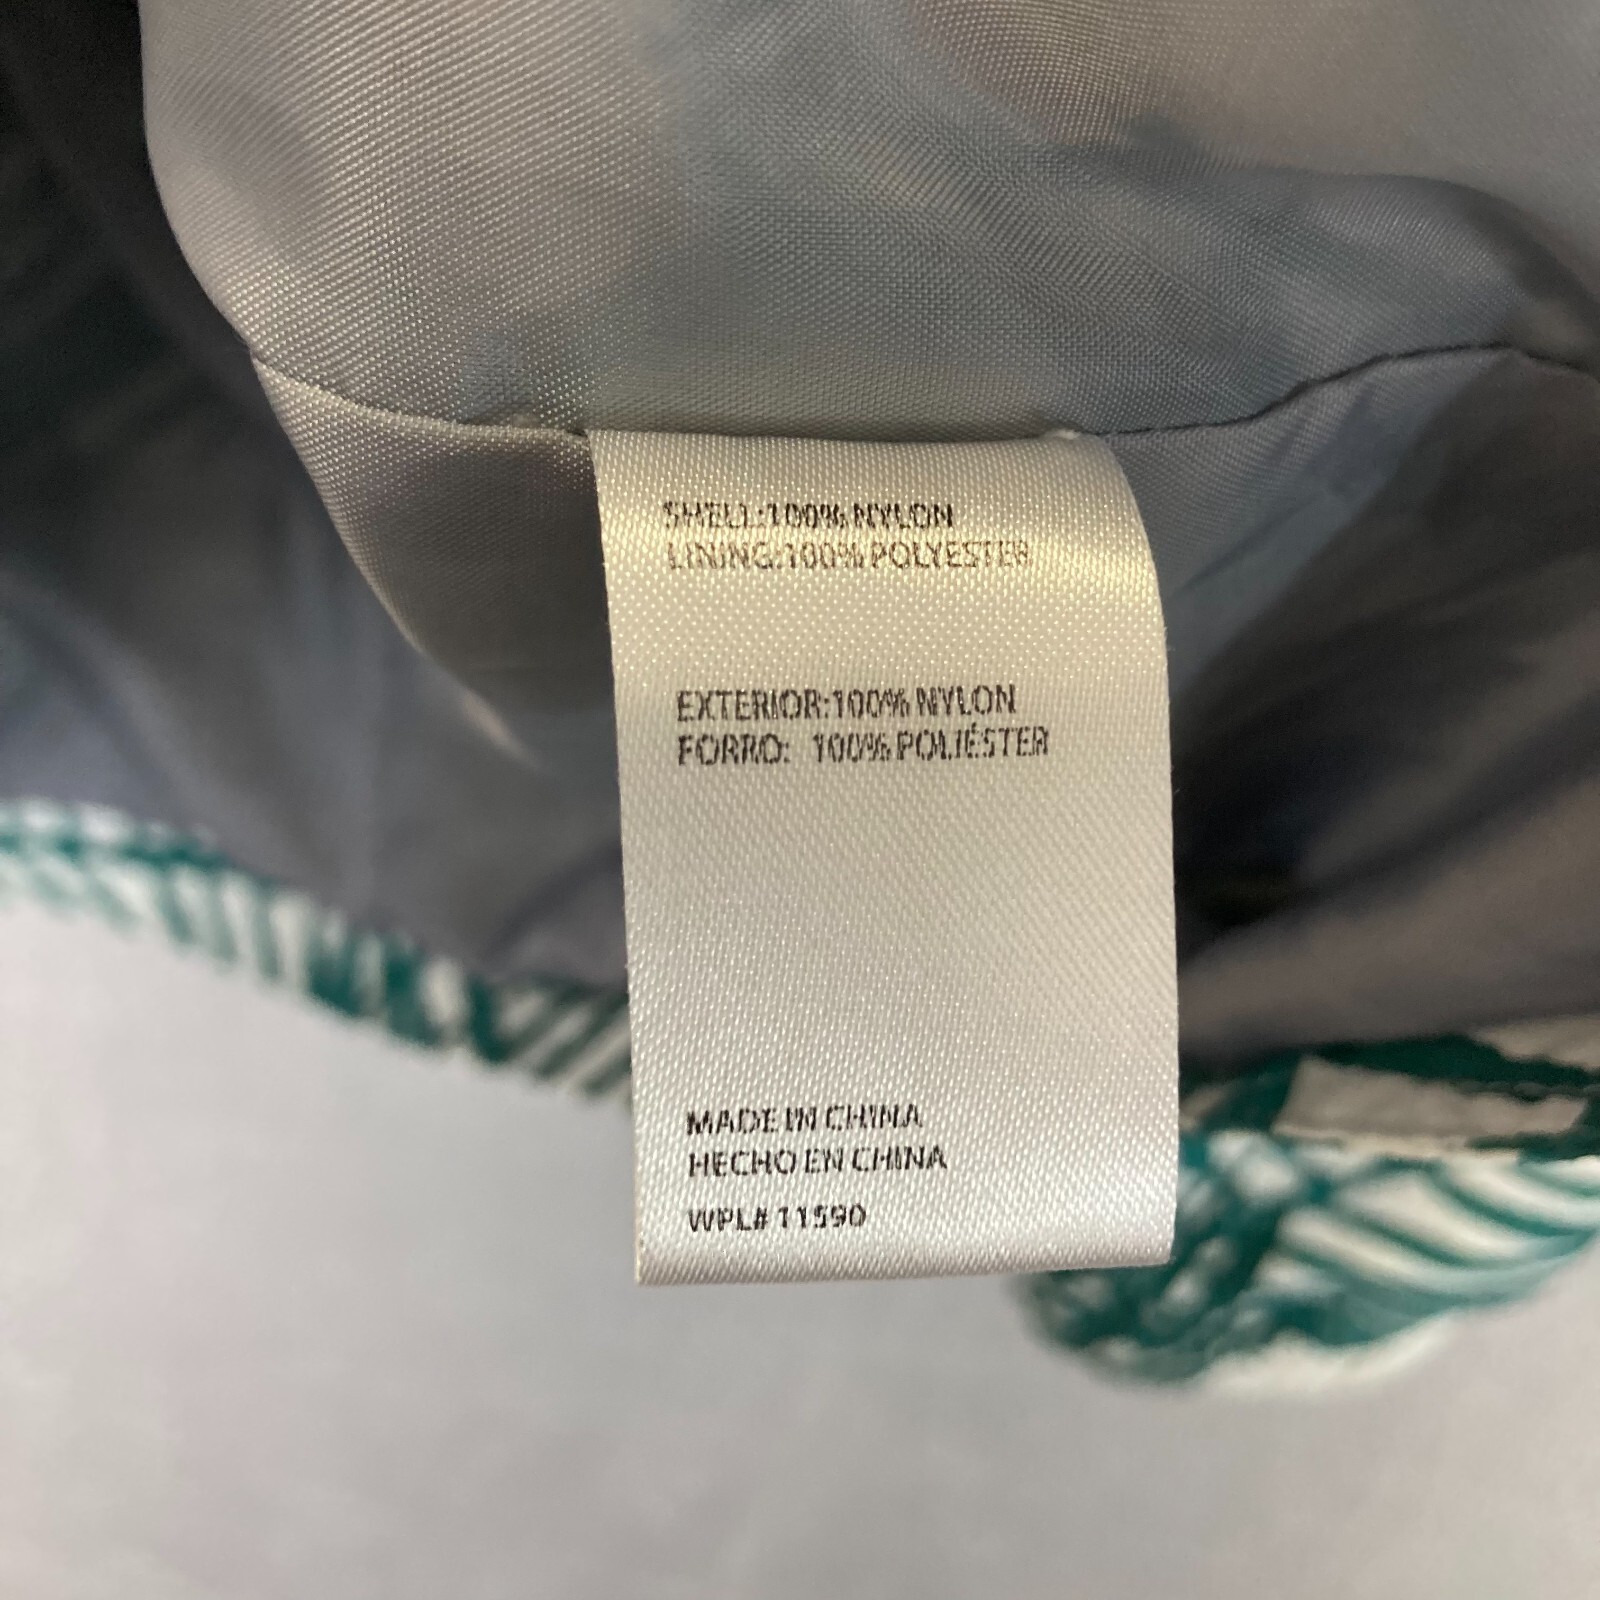 SHELL:100% NYLON
LINING:100% POLYESTER
EXTERIOR:100% NYLON
FORRO: 100% POLIÉSTER
MADE IN CHINA
HECHO EN CHINA
WPL# 11590